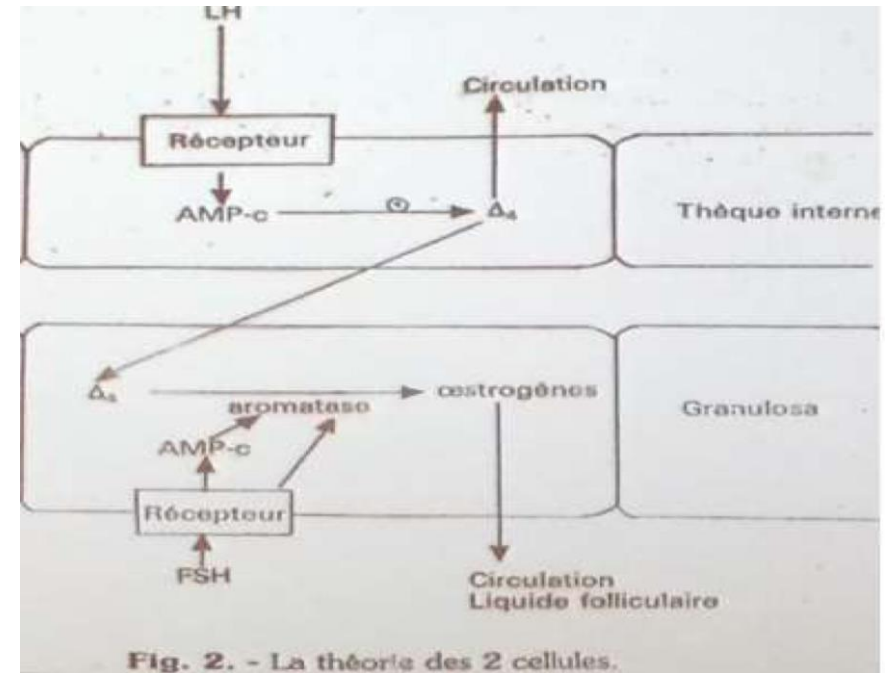 LH
Circulation
Récepteur
AMP-c
+
Δ₄
Thèque interne
Δ₄
aromatase
œstrogènes
Granulosa
AMP-c
Récepteur
FSH
Circulation
Liquide folliculaire
Fig. 2. - La théorie des 2 cellules.